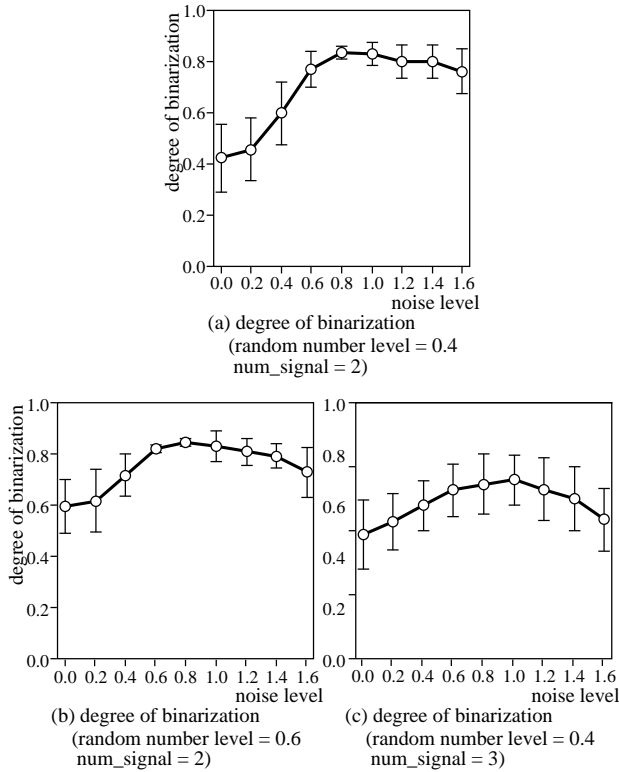 degree of binarization
1.0
0.8
0.6
0.4
0.2
0.0
0.0 0.2 0.4 0.6 0.8 1.0 1.2 1.4 1.6
noise level
(a) degree of binarization
(random number level = 0.4
num_signal = 2)
degree of binarization
1.0
0.8
0.6
0.4
0.2
0.0
0.0 0.2 0.4 0.6 0.8 1.0 1.2 1.4 1.6
noise level
(b) degree of binarization
(random number level = 0.6
num_signal = 2)
1.0
0.8
0.6
0.4
0.2
0.0
0.0 0.2 0.4 0.6 0.8 1.0 1.2 1.4 1.6
noise level
(c) degree of binarization
(random number level = 0.4
num_signal = 3)